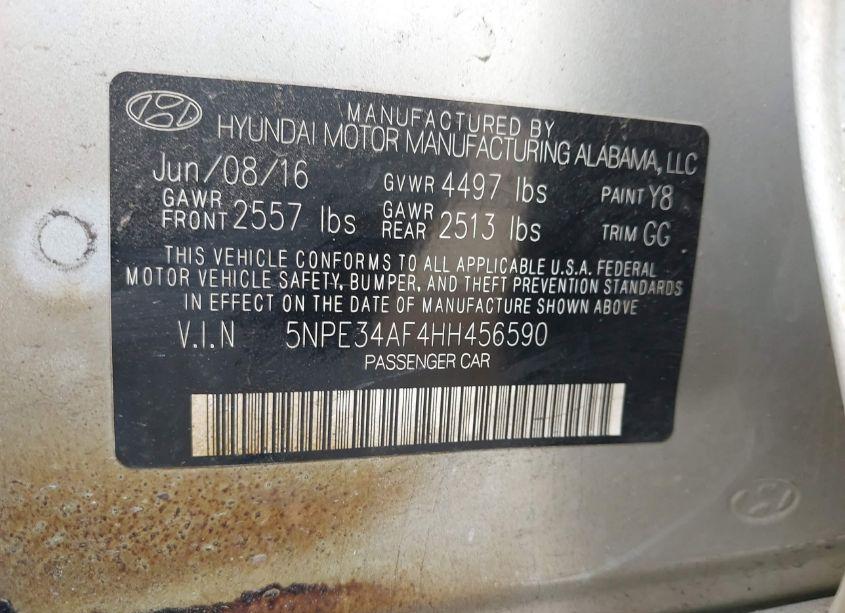 MANUFACTURED BY
HYUNDAI MOTOR MANUFACTURING ALABAMA, LLC
Jun/08/16 GVWR 4497 lbs PAINT Y8
GAWR FRONT 2557 lbs GAWR REAR 2513 lbs TRIM GG
THIS VEHICLE CONFORMS TO ALL APPLICABLE U.S.A. FEDERAL
MOTOR VEHICLE SAFETY, BUMPER, AND THEFT PREVENTION STANDARDS
IN EFFECT ON THE DATE OF MANUFACTURE SHOWN ABOVE
V.I.N 5NPE34AF4HH456590
PASSENGER CAR